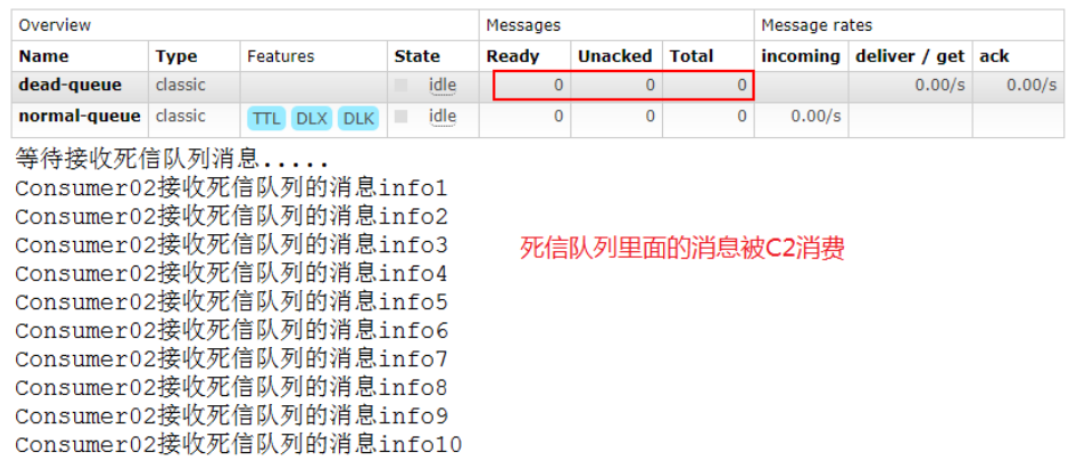 Overview Messages Message rates
Name Type Features State Ready Unacked Total incoming deliver / get ack
dead-queue classic idle 0 0 0 0.00/s 0.00/s
normal-queue classic TTL DLX DLK idle 0 0 0 0.00/s
等待接收死信队列消息.....
Consumer02接收死信队列的消息info1
Consumer02接收死信队列的消息info2
Consumer02接收死信队列的消息info3
死信队列里面的消息被C2消费
Consumer02接收死信队列的消息info4
Consumer02接收死信队列的消息info5
Consumer02接收死信队列的消息info6
Consumer02接收死信队列的消息info7
Consumer02接收死信队列的消息info8
Consumer02接收死信队列的消息info9
Consumer02接收死信队列的消息info10